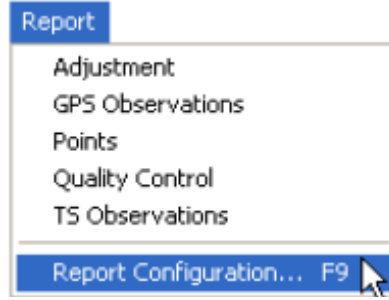 Report
Adjustment
GPS Observations
Points
Quality Control
TS Observations
Report Configuration... F9